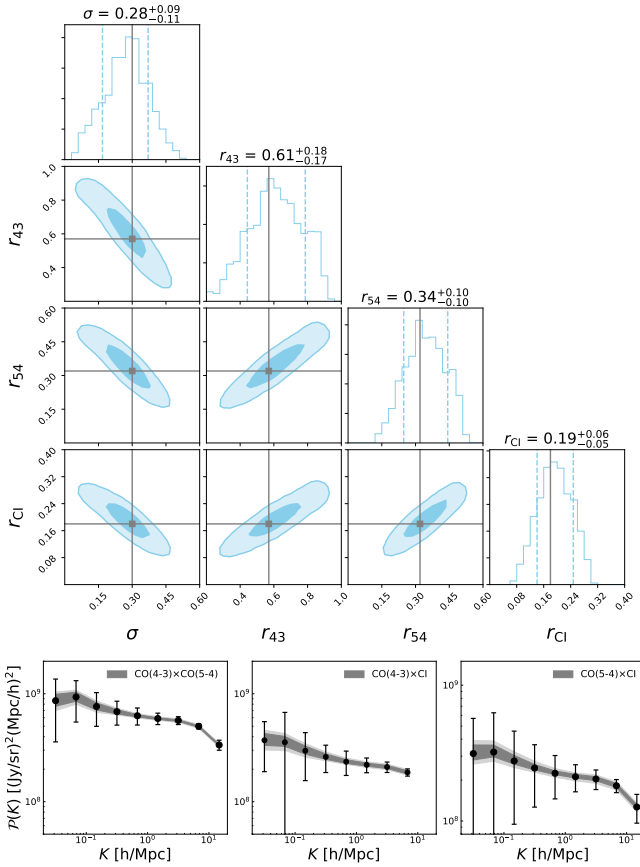 σ = 0.28+0.09−0.11
r43 = 0.61+0.18−0.17
1.0
0.8
0.6
0.4
r43
r54 = 0.34+0.10−0.10
0.60
0.45
0.30
0.15
r54
rCI = 0.19+0.06−0.05
0.40
0.32
0.24
0.16
0.08
rCI
0.15 0.30 0.45 0.60 0.4 0.6 0.8 1.0 0.15 0.30 0.45 0.60 0.08 0.16 0.24 0.32 0.40
σ r43 r54 rCI
CO(4-3)×CO(5-4) CO(4-3)×CI CO(5-4)×CI
10⁹ 10⁹ 10⁹
10⁸ 10⁸ 10⁸
P(K) [(Jy/sr)²(Mpc/h)²]
10⁻¹ 10⁰ 10¹ 10⁻¹ 10⁰ 10¹ 10⁻¹ 10⁰ 10¹
K [h/Mpc] K [h/Mpc] K [h/Mpc]